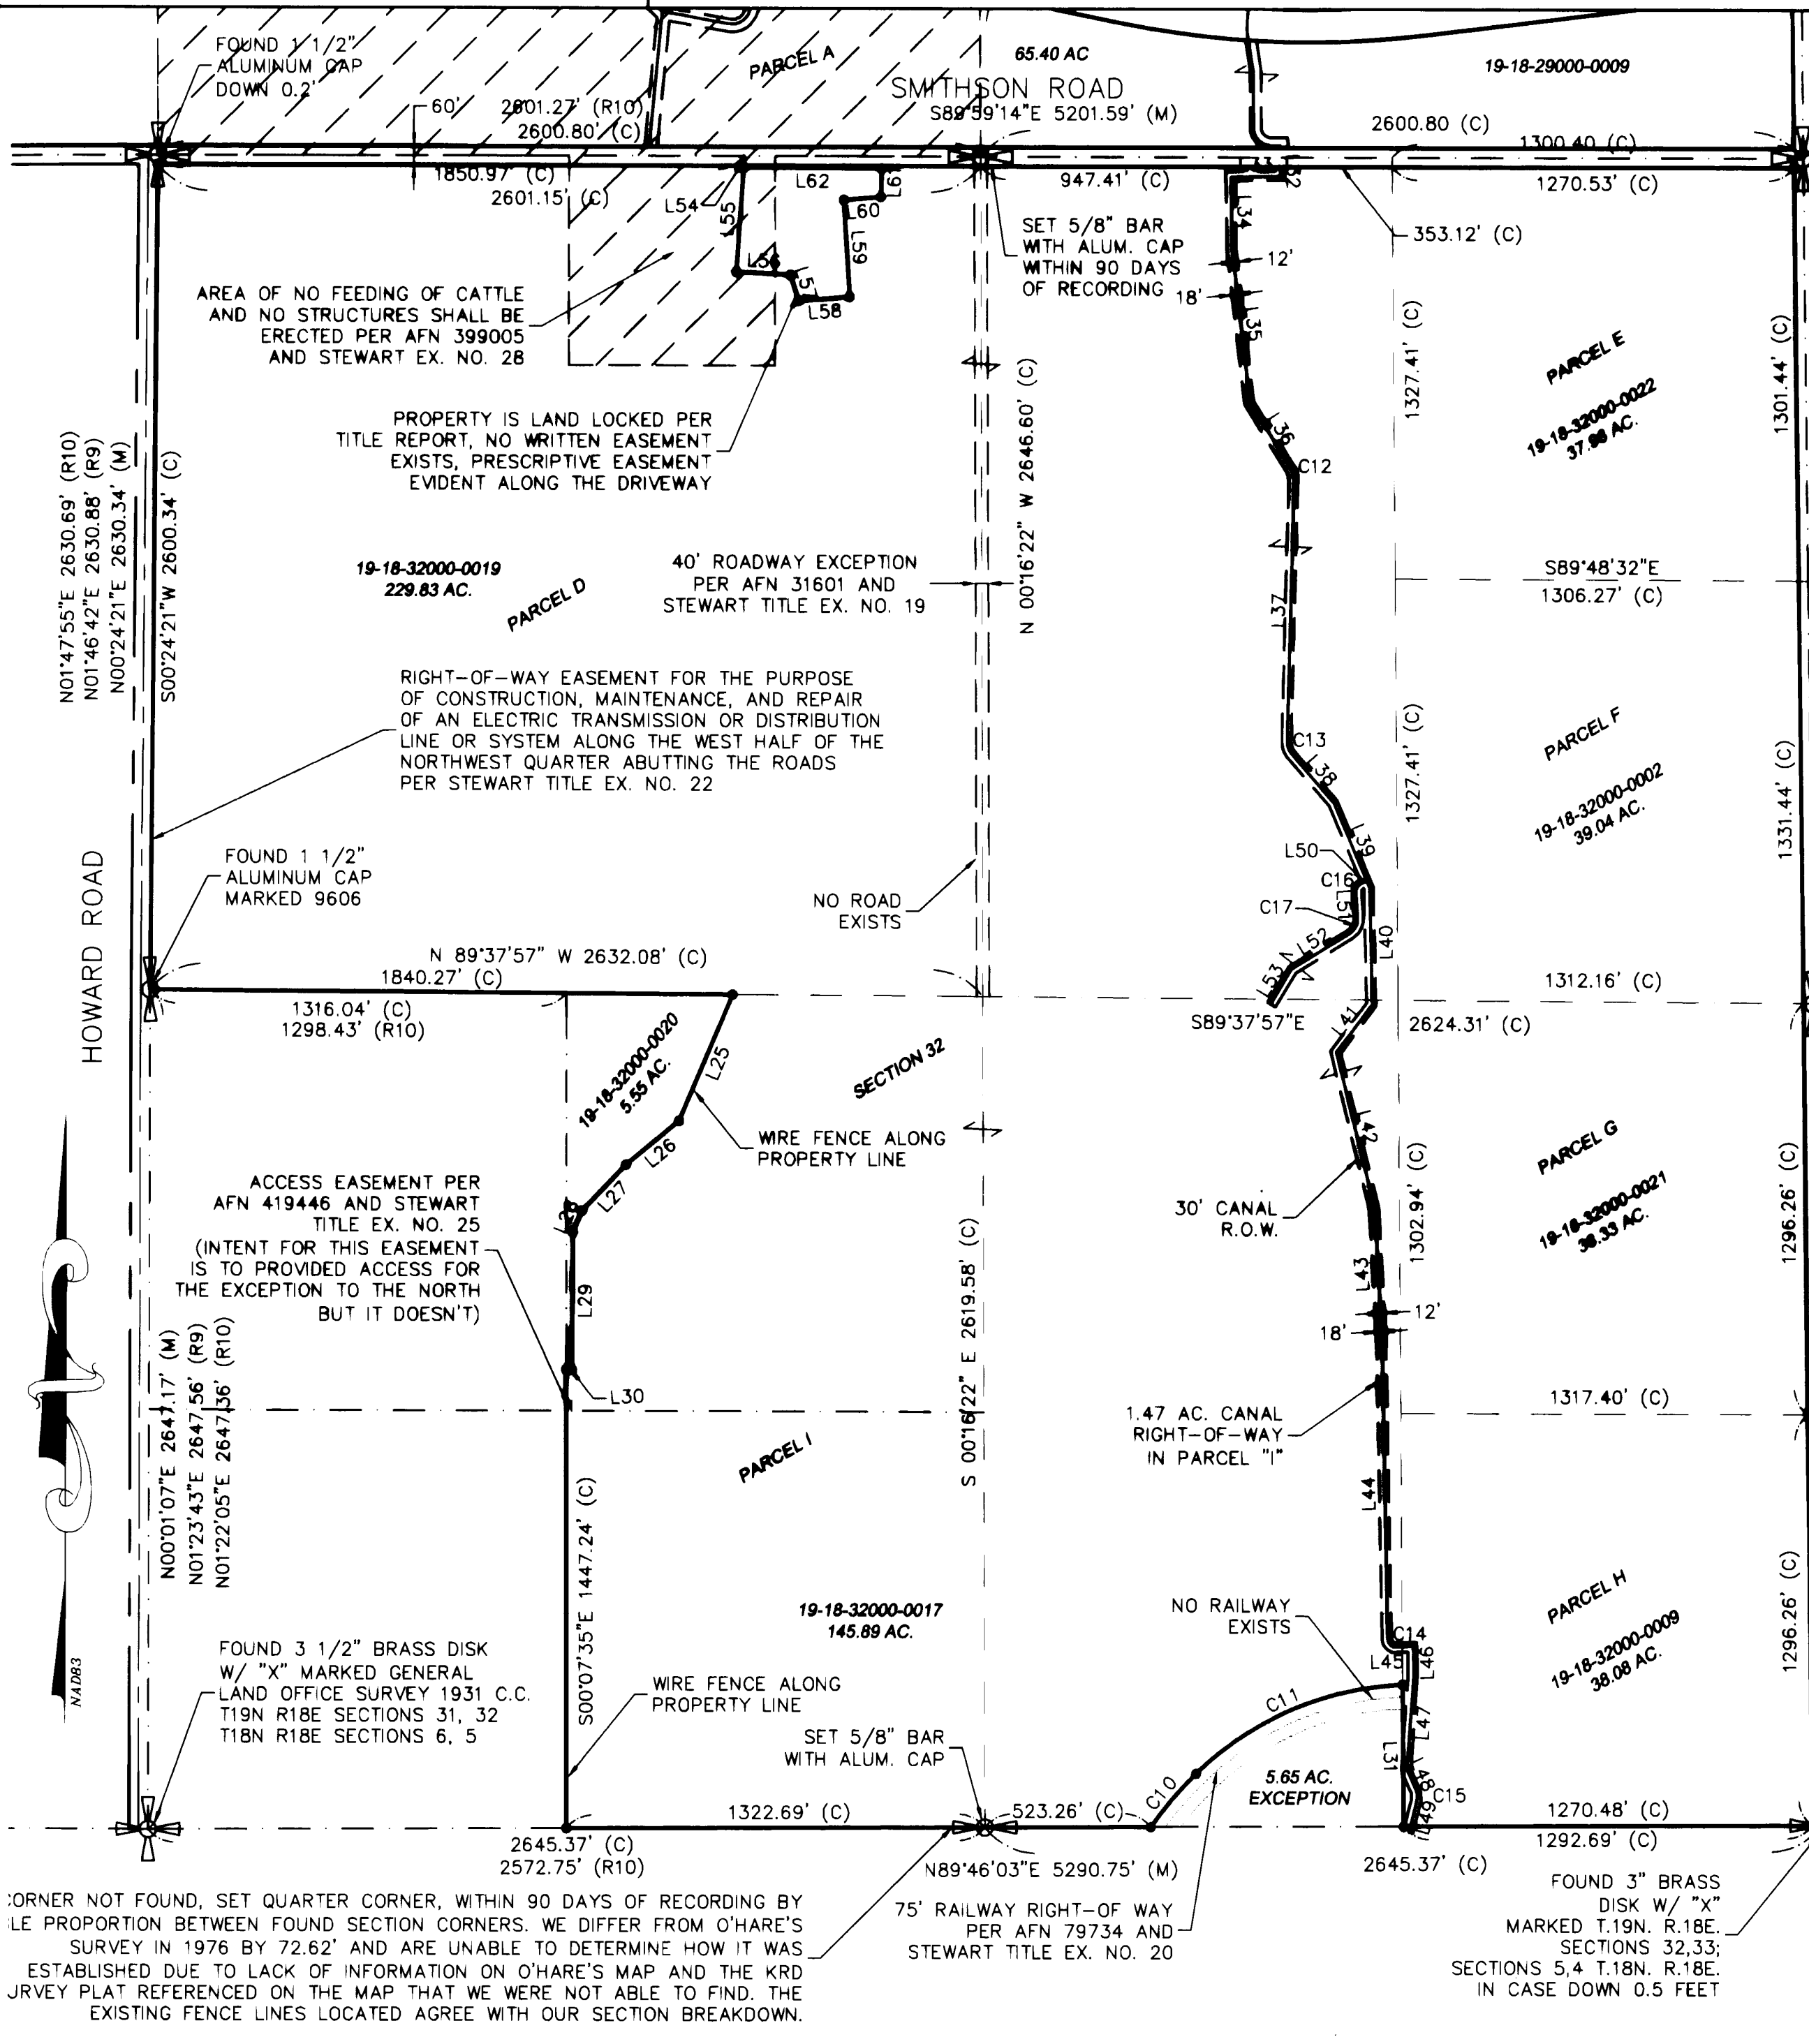 FOUND 1 1/2"
ALUMINUM CAP
DOWN 0.2'
PARCEL A
65.40 AC
19-18-29000-0009
SMITHSON ROAD
S89°59'14"E 5201.59' (M)
60'
2601.27' (R10)
2600.80' (C)
2600.80 (C)
1300.40 (C)
1850.97' (C)
2601.15' (C)
L62
L61
L60
L54
L55
L56
L57
L58
L59
947.41' (C)
L33
L32
1270.53' (C)
353.12' (C)
L34
12'
18'
L35
SET 5/8" BAR
WITH ALUM. CAP
WITHIN 90 DAYS
OF RECORDING
AREA OF NO FEEDING OF CATTLE
AND NO STRUCTURES SHALL BE
ERECTED PER AFN 399005
AND STEWART EX. NO. 28
PROPERTY IS LAND LOCKED PER
TITLE REPORT, NO WRITTEN EASEMENT
EXISTS, PRESCRIPTIVE EASEMENT
EVIDENT ALONG THE DRIVEWAY
N 00°16'22" W 2646.60' (C)
1327.41' (C)
1301.44' (C)
PARCEL E
19-18-32000-0022
37.98 AC.
L36
C12
N01°47'55"E 2630.69' (R10)
N01°46'42"E 2630.88' (R9)
N00°24'21"E 2630.34' (M)
S00°24'21"W 2600.34' (C)
19-18-32000-0019
229.83 AC.
PARCEL D
40' ROADWAY EXCEPTION
PER AFN 31601 AND
STEWART TITLE EX. NO. 19
S89°48'32"E
1306.27' (C)
L37
RIGHT-OF-WAY EASEMENT FOR THE PURPOSE
OF CONSTRUCTION, MAINTENANCE, AND REPAIR
OF AN ELECTRIC TRANSMISSION OR DISTRIBUTION
LINE OR SYSTEM ALONG THE WEST HALF OF THE
NORTHWEST QUARTER ABUTTING THE ROADS
PER STEWART TITLE EX. NO. 22
C13
L38
1327.41' (C)
1331.44' (C)
PARCEL F
19-18-32000-0002
39.04 AC.
L39
L50
C16
L51
C17
L52
L53
L40
HOWARD ROAD
FOUND 1 1/2"
ALUMINUM CAP
MARKED 9606
NO ROAD
EXISTS
N 89°37'57" W 2632.08' (C)
1840.27' (C)
1316.04' (C)
1298.43' (R10)
1312.16' (C)
S89°37'57"E
2624.31' (C)
L41
19-18-32000-0020
5.55 AC.
L25
SECTION 32
L26
WIRE FENCE ALONG
PROPERTY LINE
L27
L28
L29
L30
L42
PARCEL G
19-18-32000-0021
38.33 AC.
30' CANAL
R.O.W.
1302.94' (C)
1296.26' (C)
L43
12'
18'
ACCESS EASEMENT PER
AFN 419446 AND STEWART
TITLE EX. NO. 25
(INTENT FOR THIS EASEMENT
IS TO PROVIDED ACCESS FOR
THE EXCEPTION TO THE NORTH
BUT IT DOESN'T)
S 00°16'22" E 2619.58' (C)
N00°01'07"E 2647.17' (M)
N01°23'43"E 2647.56' (R9)
N01°22'05"E 2647.36' (R10)
1.47 AC. CANAL
RIGHT-OF-WAY
IN PARCEL "I"
1317.40' (C)
PARCEL I
L44
S00°07'35"E 1447.24' (C)
19-18-32000-0017
145.89 AC.
NO RAILWAY
EXISTS
PARCEL H
19-18-32000-0009
38.08 AC.
1296.26' (C)
NAD83
FOUND 3 1/2" BRASS DISK
W/ "X" MARKED GENERAL
LAND OFFICE SURVEY 1931 C.C.
T19N R18E SECTIONS 31, 32
T18N R18E SECTIONS 6, 5
WIRE FENCE ALONG
PROPERTY LINE
SET 5/8" BAR
WITH ALUM. CAP
C14
L45
L46
C11
L47
L31
C10
5.65 AC.
EXCEPTION
L48
C15
L49
1322.69' (C)
523.26' (C)
1270.48' (C)
1292.69' (C)
2645.37' (C)
2572.75' (R10)
N89°46'03"E 5290.75' (M)
2645.37' (C)
75' RAILWAY RIGHT-OF WAY
PER AFN 79734 AND
STEWART TITLE EX. NO. 20
FOUND 3" BRASS
DISK W/ "X"
MARKED T.19N. R.18E.
SECTIONS 32,33;
SECTIONS 5,4 T.18N. R.18E.
IN CASE DOWN 0.5 FEET
CORNER NOT FOUND, SET QUARTER CORNER, WITHIN 90 DAYS OF RECORDING BY
LE PROPORTION BETWEEN FOUND SECTION CORNERS. WE DIFFER FROM O'HARE'S
SURVEY IN 1976 BY 72.62' AND ARE UNABLE TO DETERMINE HOW IT WAS
ESTABLISHED DUE TO LACK OF INFORMATION ON O'HARE'S MAP AND THE KRD
URVEY PLAT REFERENCED ON THE MAP THAT WE WERE NOT ABLE TO FIND. THE
EXISTING FENCE LINES LOCATED AGREE WITH OUR SECTION BREAKDOWN.